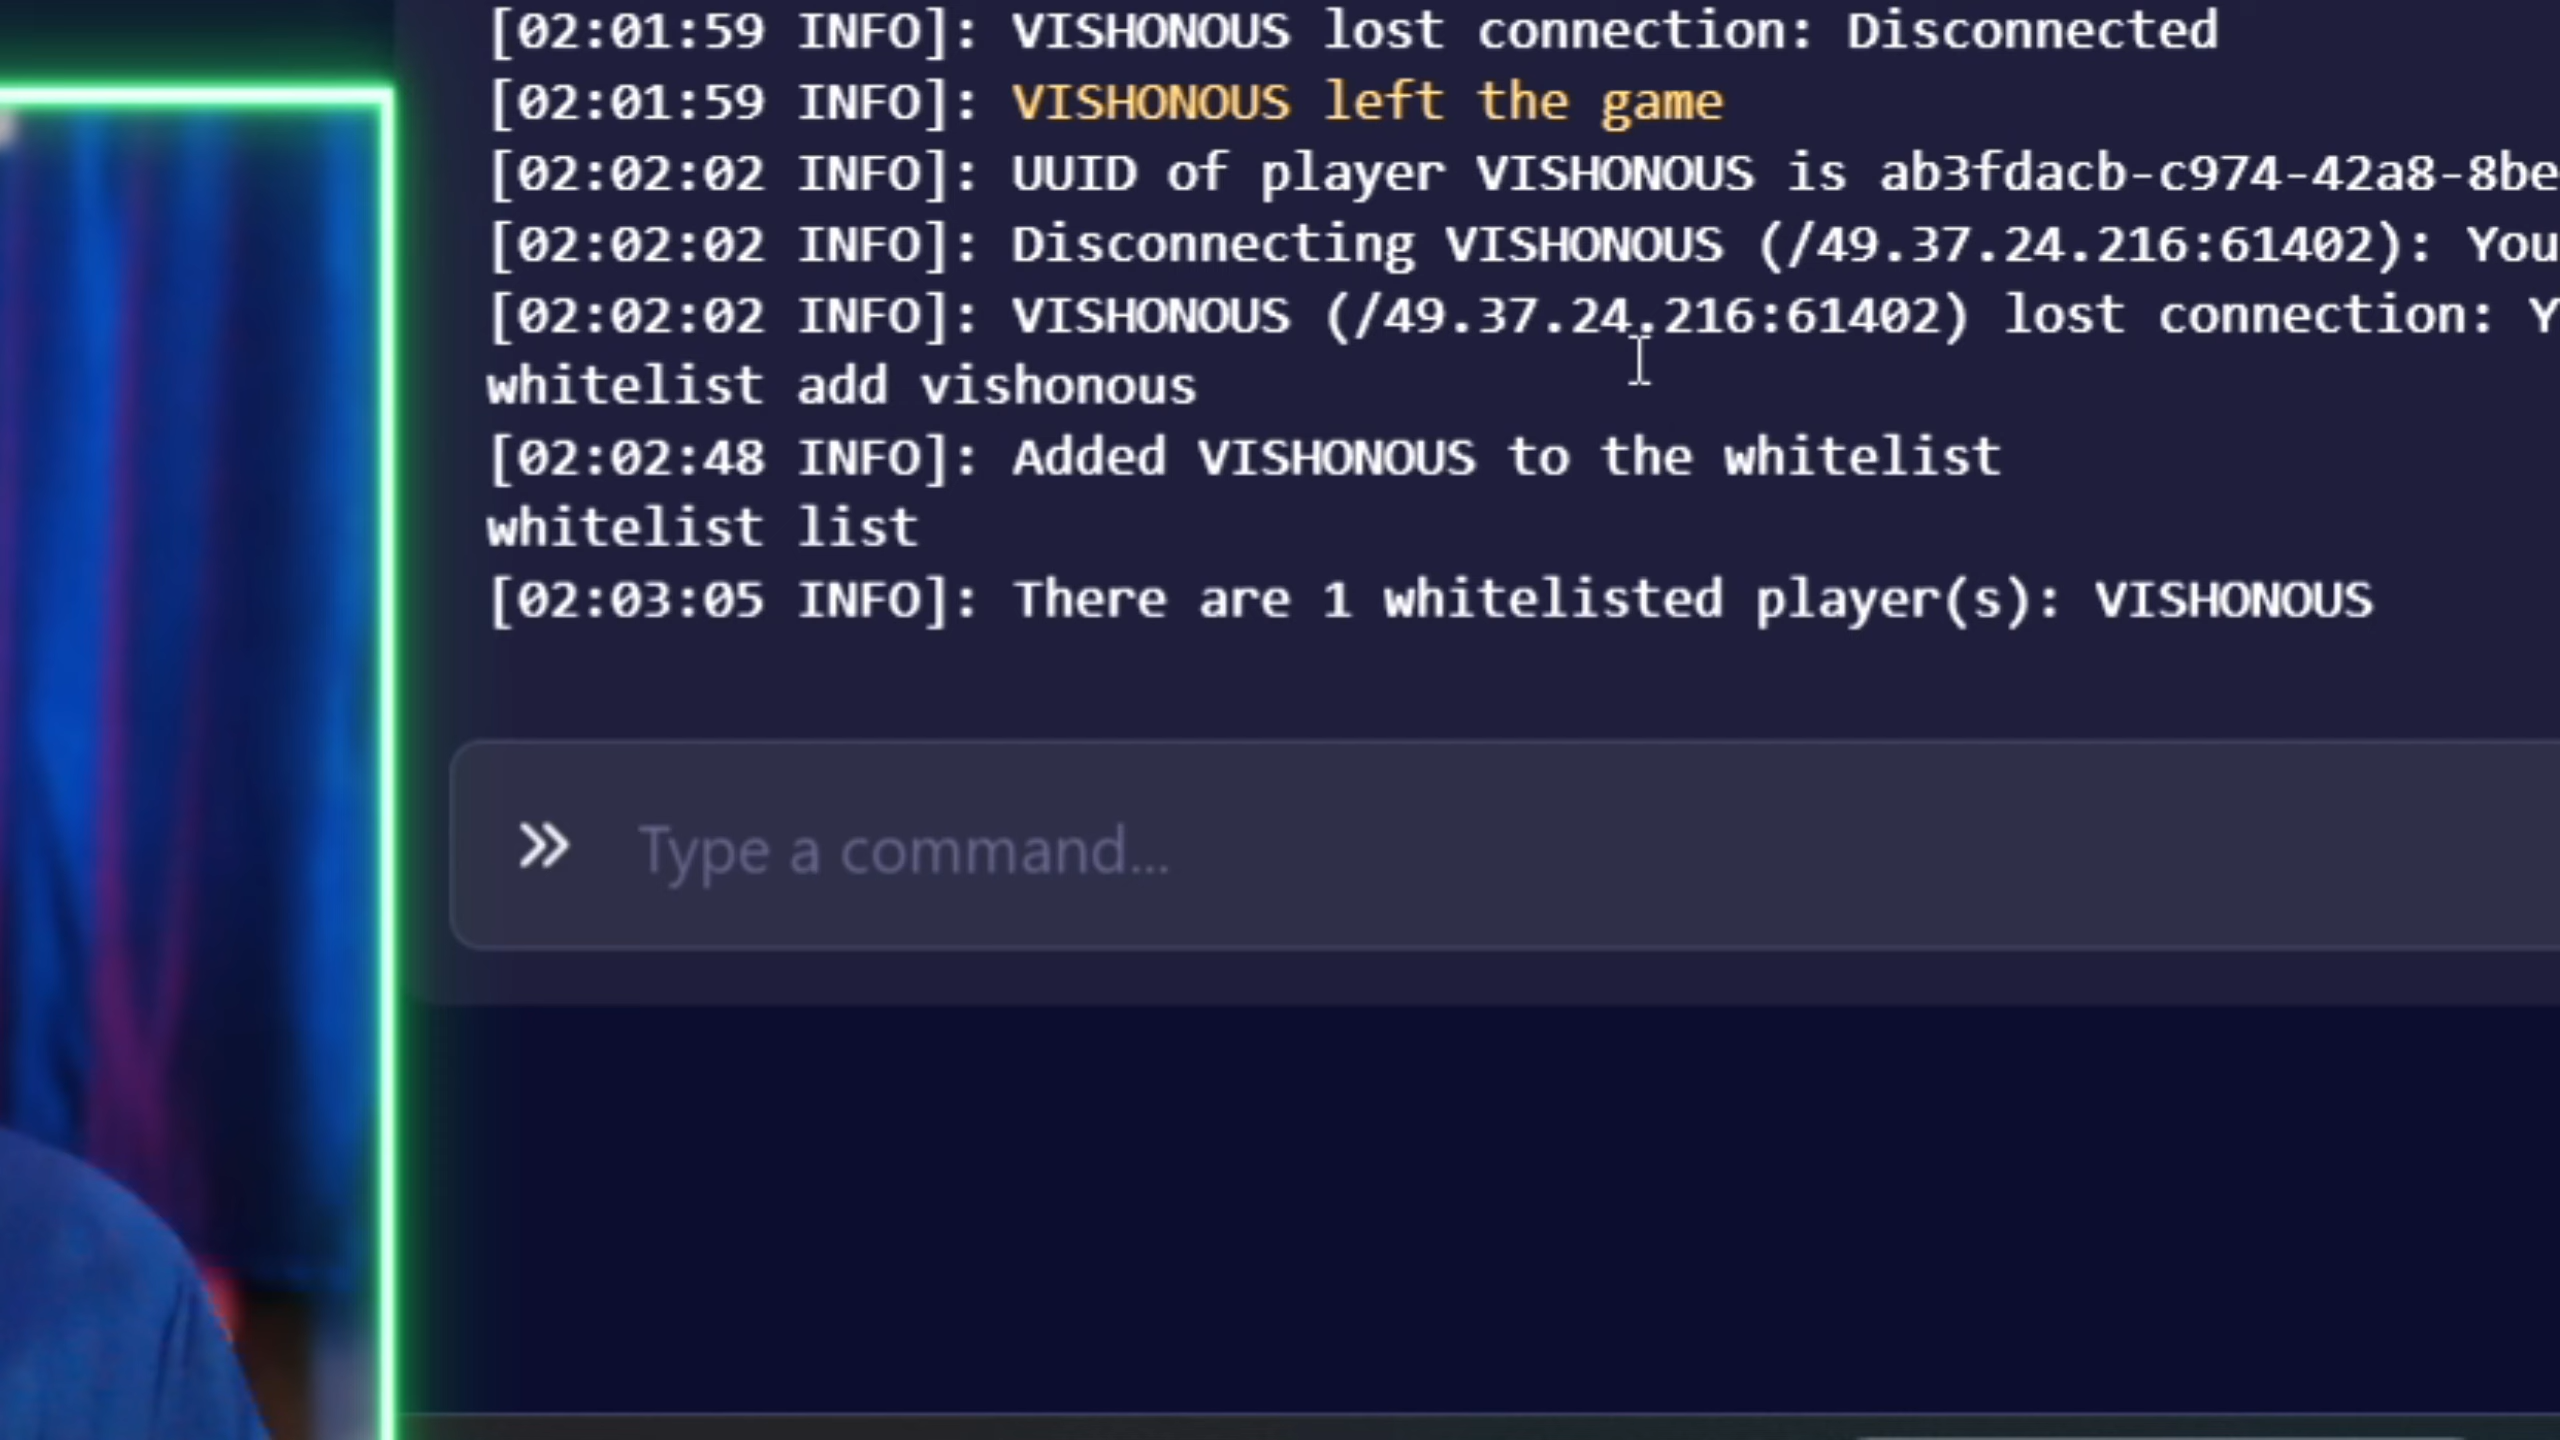 [02:01:59 INFO]: VISHONOUS lost connection: Disconnected
[02:01:59 INFO]: VISHONOUS left the game
[02:02:02 INFO]: UUID of player VISHONOUS is ab3fdacb-c974-42a8-8be
[02:02:02 INFO]: Disconnecting VISHONOUS (/49.37.24.216:61402): You
[02:02:02 INFO]: VISHONOUS (/49.37.24.216:61402) lost connection: Y
whitelist add vishonous
[02:02:48 INFO]: Added VISHONOUS to the whitelist
whitelist list
[02:03:05 INFO]: There are 1 whitelisted player(s): VISHONOUS
Type a command...